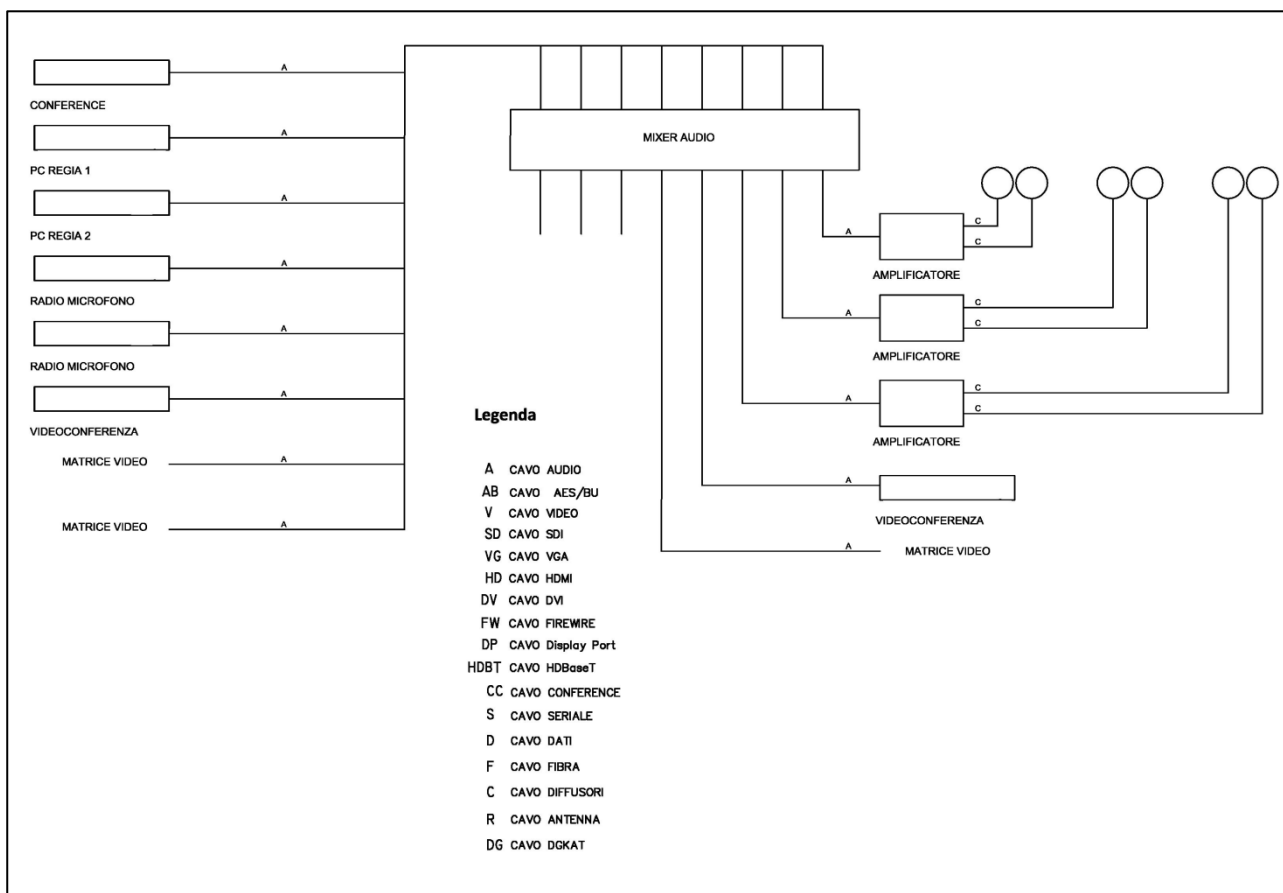 A
CONFERENCE
A
PC REGIA 1
A
PC REGIA 2
A
RADIO MICROFONO
A
RADIO MICROFONO
A
VIDEOCONFERENZA
MATRICE VIDEO A
MATRICE VIDEO A
MIXER AUDIO
A C
C
AMPLIFICATORE
A C
C
AMPLIFICATORE
A C
C
AMPLIFICATORE
A
VIDEOCONFERENZA
A MATRICE VIDEO
Legenda
A CAVO AUDIO
AB CAVO AES/BU
V CAVO VIDEO
SD CAVO SDI
VG CAVO VGA
HD CAVO HDMI
DV CAVO DVI
FW CAVO FIREWIRE
DP CAVO Display Port
HDBT CAVO HDBaseT
CC CAVO CONFERENCE
S CAVO SERIALE
D CAVO DATI
F CAVO FIBRA
C CAVO DIFFUSORI
R CAVO ANTENNA
DG CAVO DGKAT